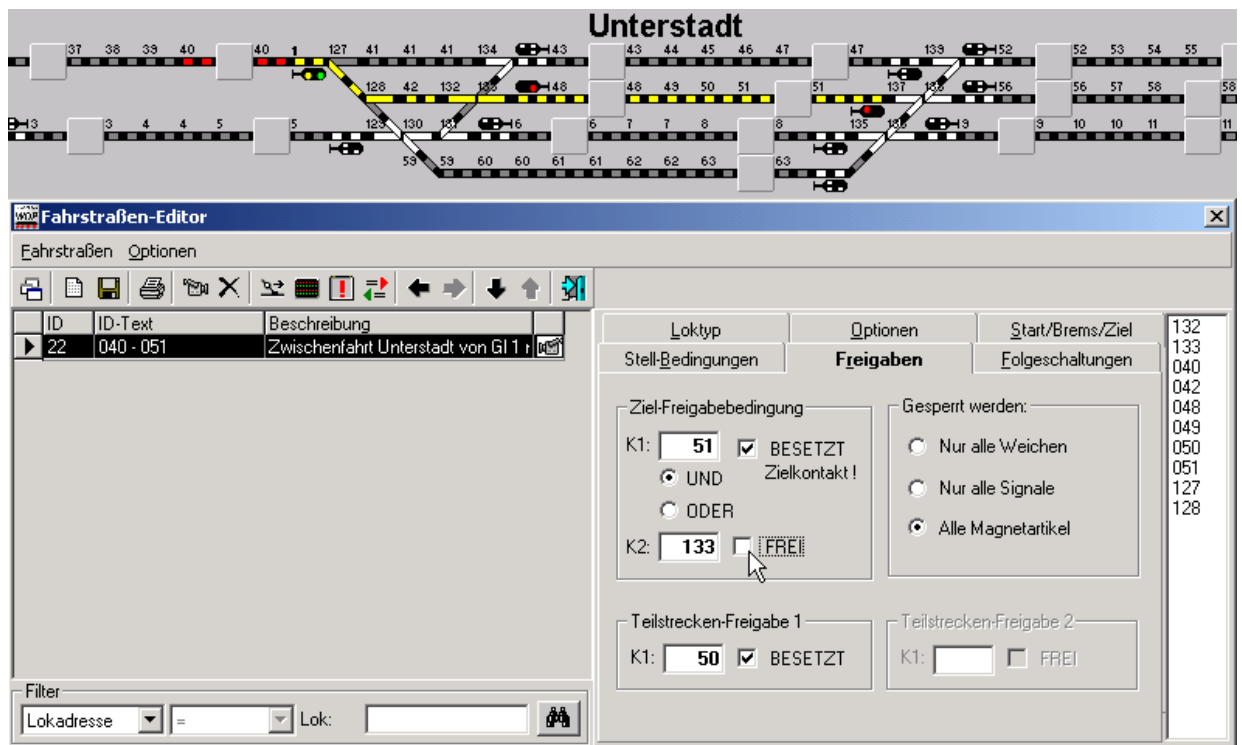 Unterstadt
37 38 39 40 40 1 127 41 41 41 134 43 43 44 45 46 47 47 139 52 52 53 54 55
128 42 132 133 48 48 49 50 51 51 137 138 56 56 57 58 58
3 3 4 4 5 5 129 130 131 6 6 7 7 8 8 135 136 9 9 10 10 11 11
59 59 60 60 61 61 62 62 63 63
Fahrstraßen-Editor
Fahrstraßen Optionen
ID ID-Text Beschreibung
22 040 - 051 Zwischenfahrt Unterstadt von Gl 1
Loktyp Optionen Start/Brems/Ziel
Stell-Bedingungen Freigaben Folgeschaltungen
Ziel-Freigabebedingung
K1: 51 BESETZT
Zielkontakt !
UND
ODER
K2: 133 FREI
Gesperrt werden:
Nur alle Weichen
Nur alle Signale
Alle Magnetartikel
Teilstrecken-Freigabe 1
K1: 50 BESETZT
Teilstrecken-Freigabe 2
K1: FREI
132
133
040
042
048
049
050
051
127
128
Filter
Lokadresse = Lok: